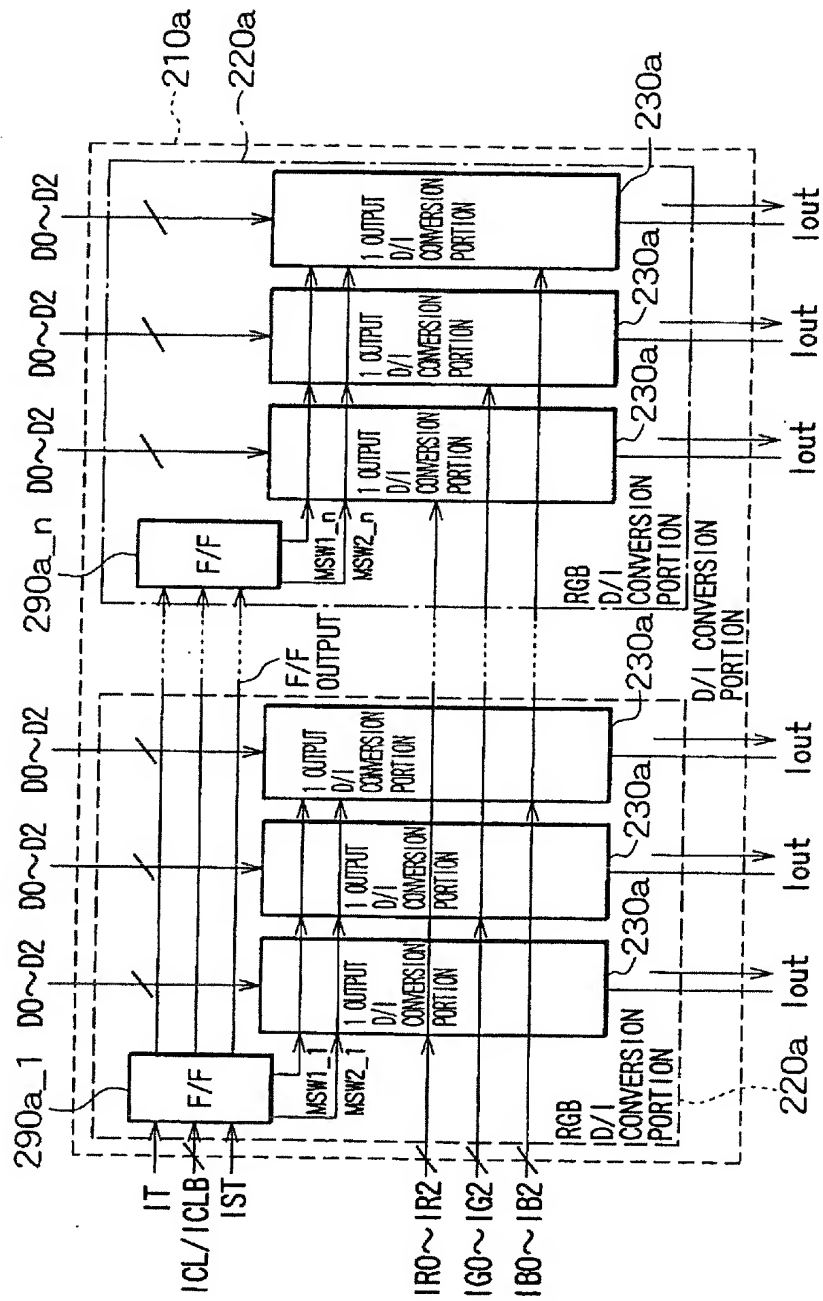 210a
220a
D0~D2
D0~D2
D0~D2
D0~D2
D0~D2
D0~D2
290a_n
F/F
MSW1_n
MSW2_n
1 OUTPUT
D/I
CONVERSION
PORTION
1 OUTPUT
D/I
CONVERSION
PORTION
1 OUTPUT
D/I
CONVERSION
PORTION
230a
230a
230a
RGB
D/I CONVERSION
PORTION
D/I CONVERSION
PORTION
F/F
OUTPUT
290a_1
F/F
MSW1_1
MSW2_1
1 OUTPUT
D/I
CONVERSION
PORTION
1 OUTPUT
D/I
CONVERSION
PORTION
1 OUTPUT
D/I
CONVERSION
PORTION
230a
230a
230a
RGB
D/I
CONVERSION
PORTION
220a
IT
ICL/ICLB
IST
IR0~IR2
IG0~IG2
IB0~IB2
Iout
Iout
Iout
Iout
Iout
Iout